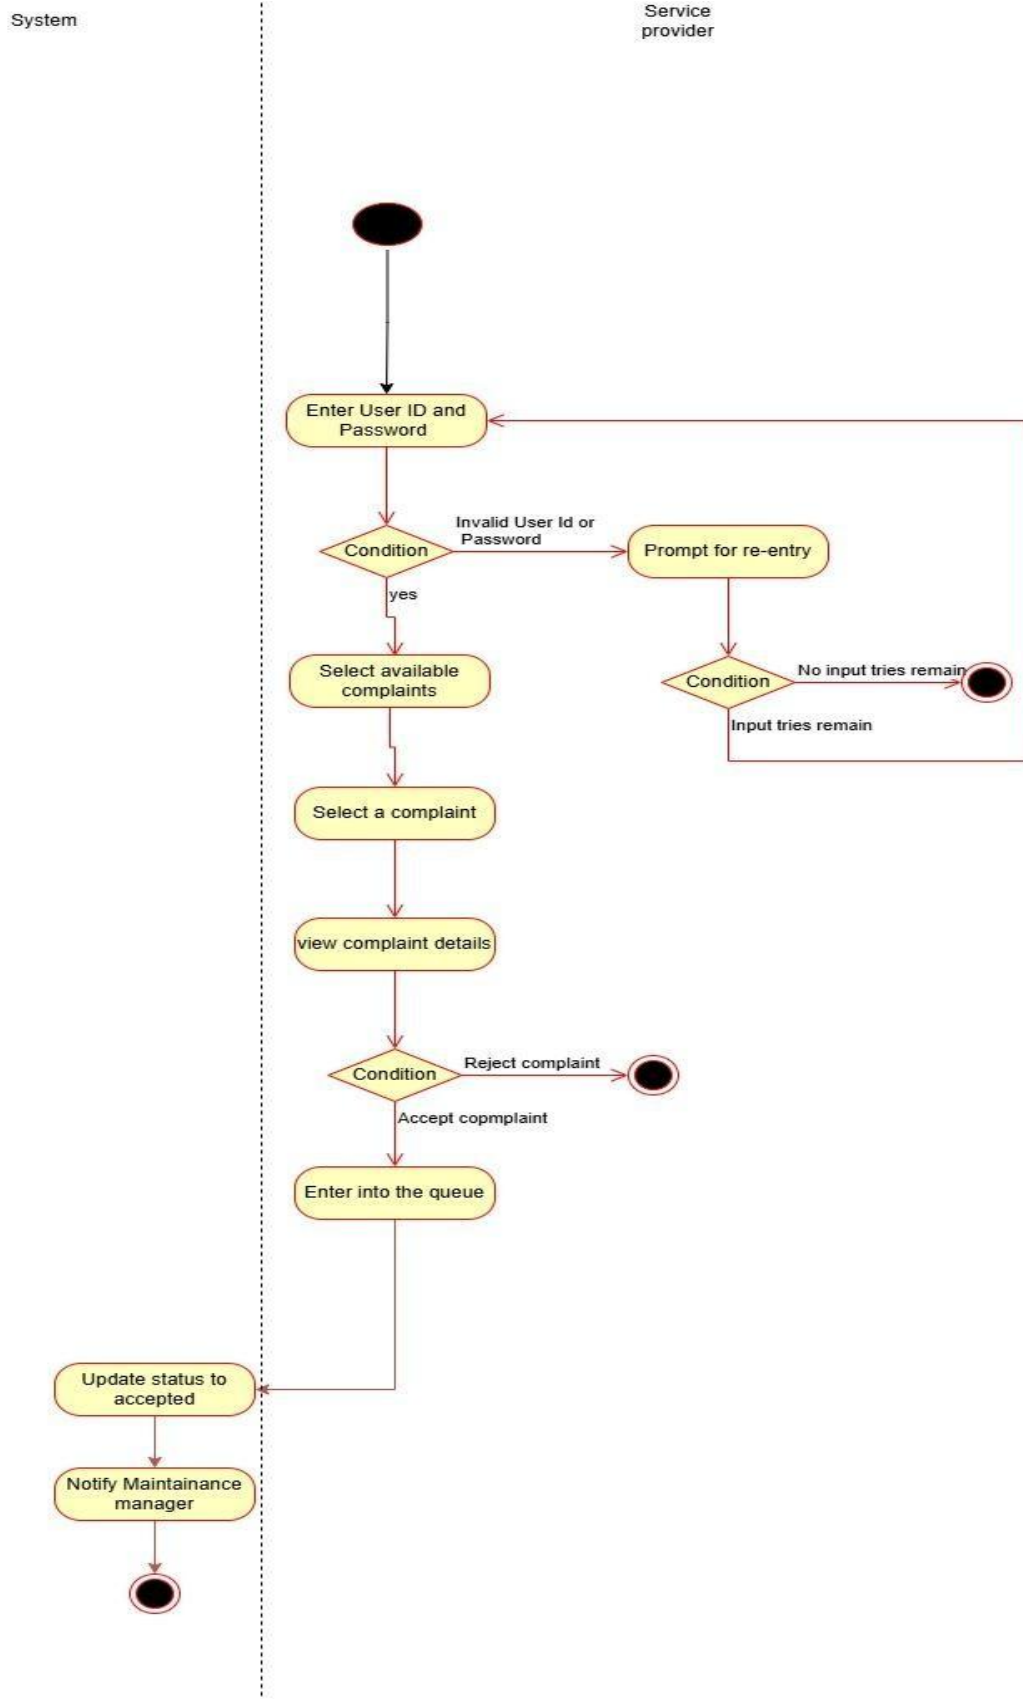 System
Service
provider
Enter User ID and
Password
Condition
Invalid User Id or
Password
Prompt for re-entry
yes
Select available
complaints
Condition
No input tries remain
Input tries remain
Select a complaint
view complaint details
Condition
Reject complaint
Accept copmplaint
Enter into the queue
Update status to
accepted
Notify Maintainance
manager